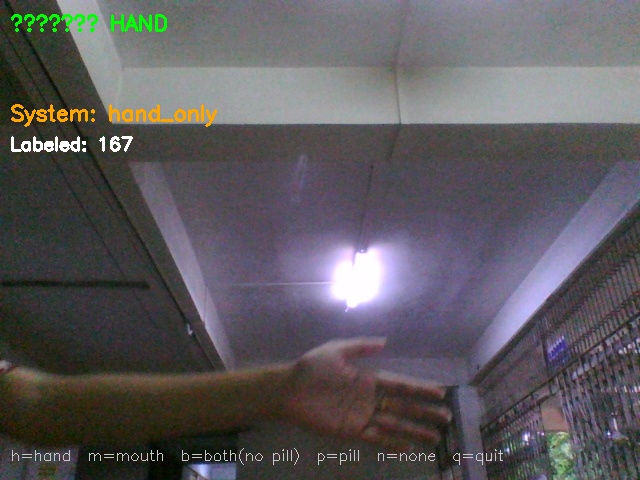 ??????? HAND
System: hand_only
Labeled: 167
h=hand m=mouth b=both(no pill) p=pill n=none q=quit